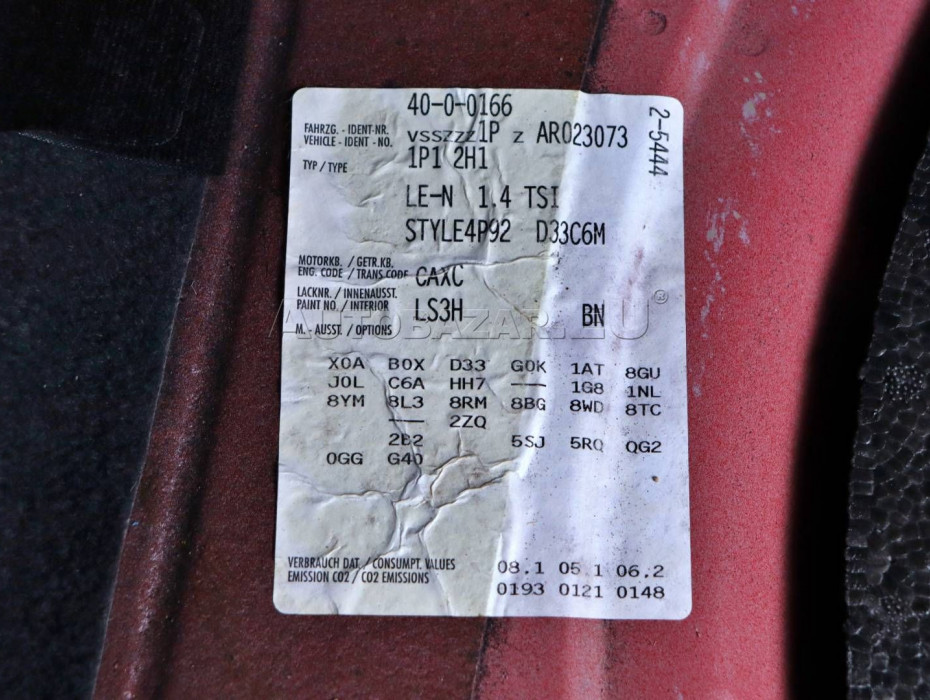 40-0-0166
2-5444
FAHRZG. - IDENT-NR.
VEHICLE - IDENT - NO.
VSSZZZ1P Z AR023073
TYP / TYPE
1P1 2H1
LE-N 1.4 TSI
STYLE4P92 D33C6M
MOTORKB. / GETR.KB.
ENG. CODE / TRANS CODE
CAXC
LACKNR. / INNENAUSST.
PAINT NO. / INTERIOR
LS3H BN
M. - AUSST. / OPTIONS
AUTOBAZAR.EU®
X0A B0X D33 G0K 1AT 8GU
J0L C6A HH7 —— 1G8 1NL
8YM 8L3 8RM 8BG 8WD 8TC
—— 2ZQ
2B2 5SJ 5RQ QG2
0GG G40
VERBRAUCH DAT. / CONSUMPT. VALUES
08.1 05.1 06.2
EMISSION CO2 / CO2 EMISSIONS
0193 0121 0148